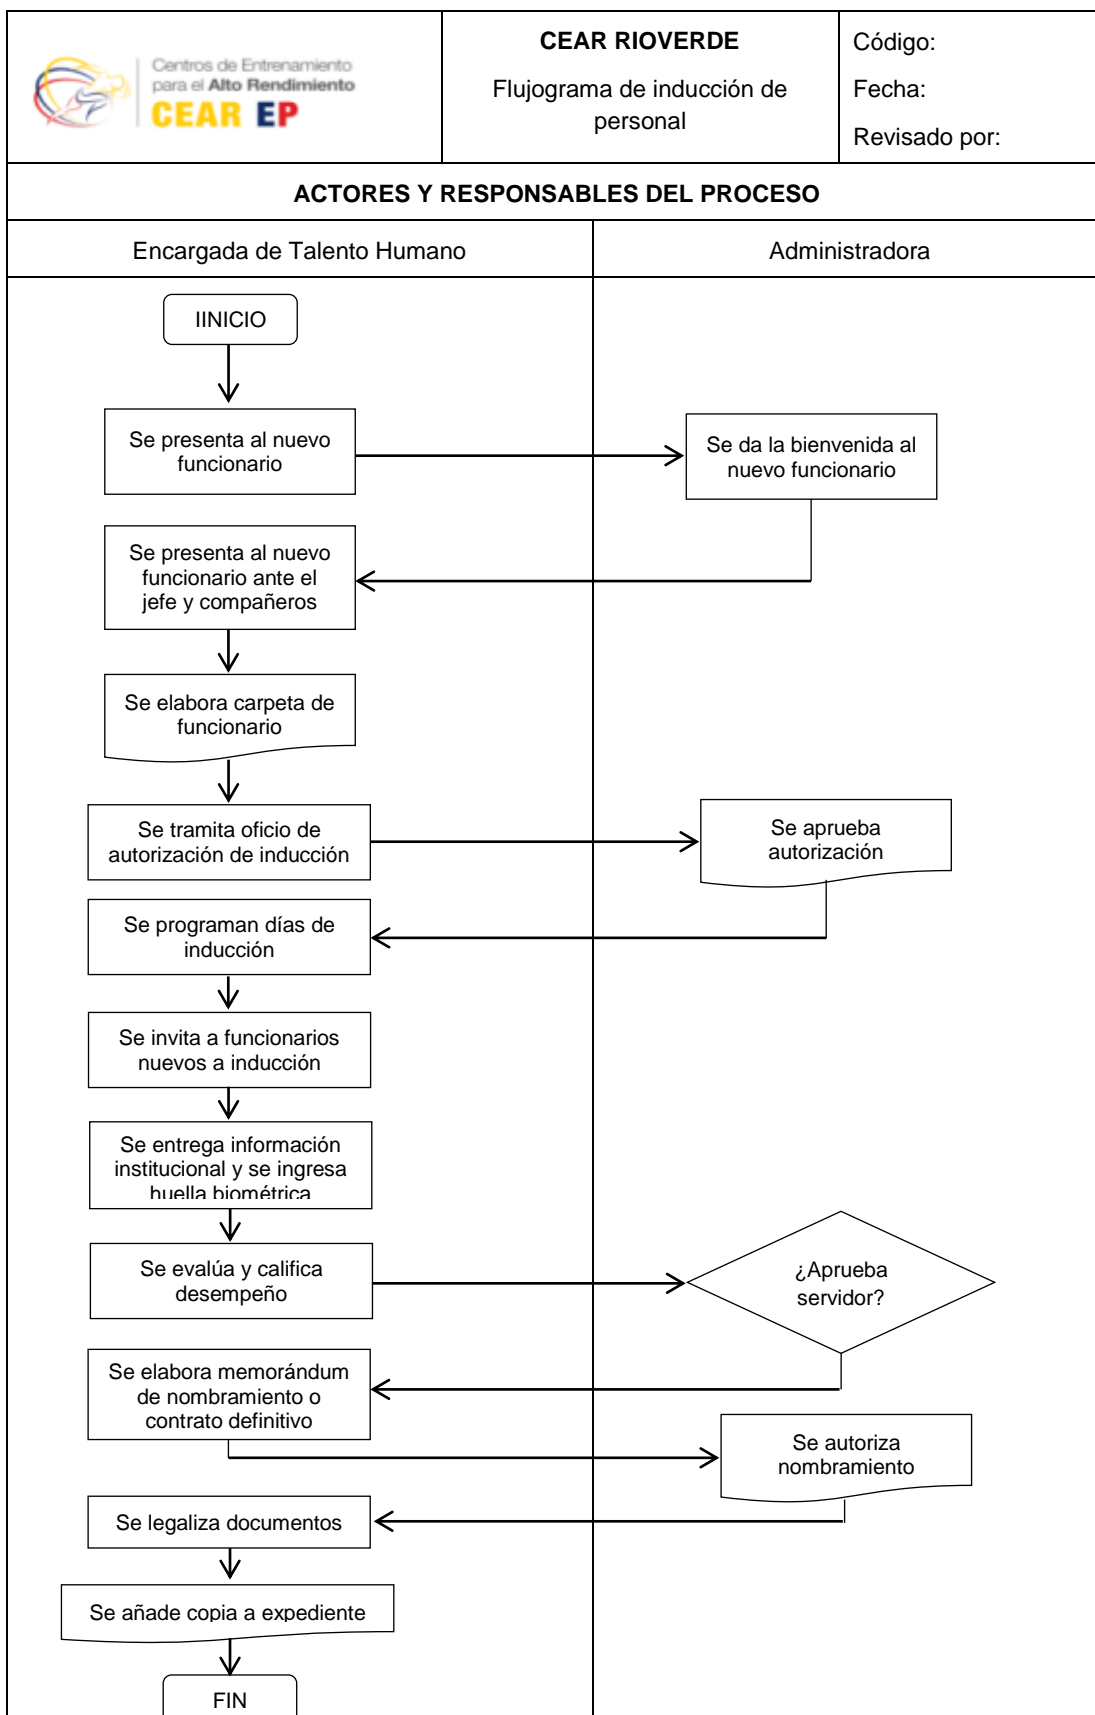 Centros de Entrenamiento
para el Alto Rendimiento
CEAR EP
CEAR RIOVERDE
Flujograma de inducción de
personal
Código:
Fecha:
Revisado por:
ACTORES Y RESPONSABLES DEL PROCESO
Encargada de Talento Humano
Administradora
IINICIO
Se presenta al nuevo
funcionario
Se da la bienvenida al
nuevo funcionario
Se presenta al nuevo
funcionario ante el
jefe y compañeros
Se elabora carpeta de
funcionario
Se tramita oficio de
autorización de inducción
Se aprueba
autorización
Se programan días de
inducción
Se invita a funcionarios
nuevos a inducción
Se entrega información
institucional y se ingresa
huella biométrica
Se evalúa y califica
desempeño
¿Aprueba
servidor?
Se elabora memorándum
de nombramiento o
contrato definitivo
Se autoriza
nombramiento
Se legaliza documentos
Se añade copia a expediente
FIN